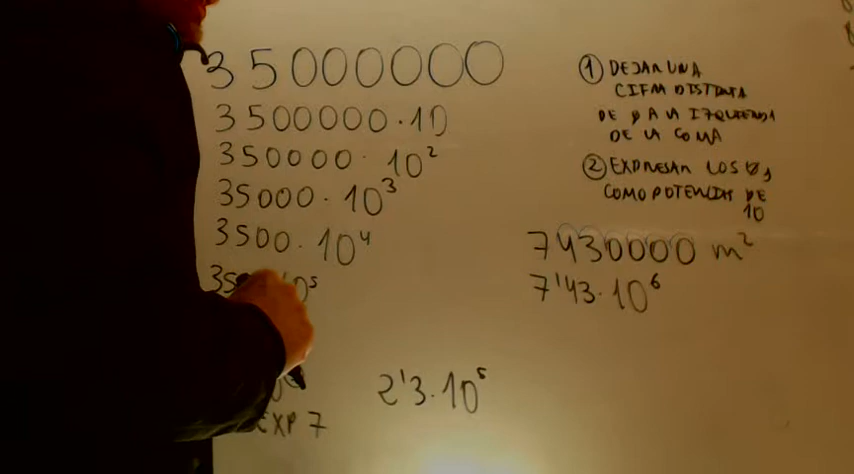 35000000
3500000·10
350000·10²
35000·10³
3500·10⁴
EXP 7
2'3·10⁵
① DEJAR UNA
CIFRA DISTINTA
DE 0 A LA IZQUIERDA
DE LA COMA
② EXPRESAR LOS 0s
COMO POTENCIAS DE
10
7430000 m²
7'43·10⁶